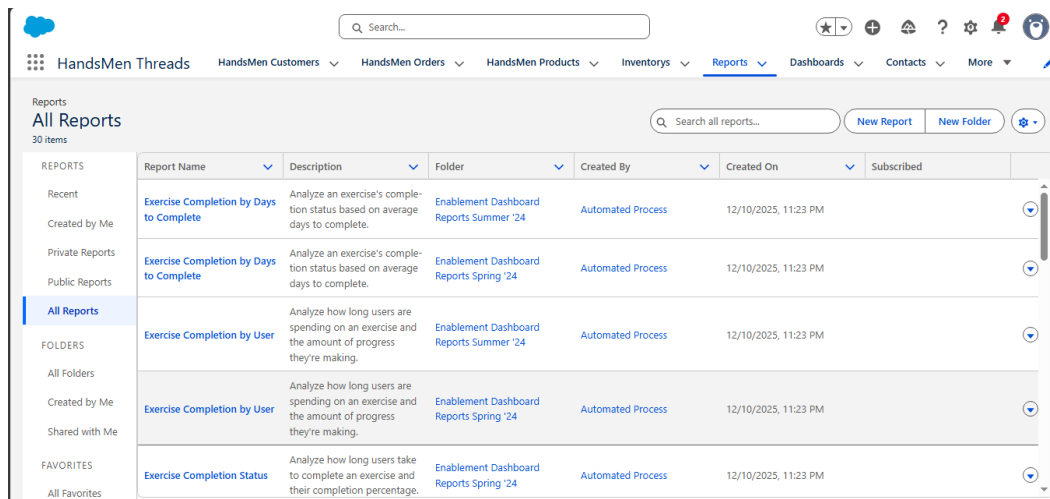 Search...
2
HandsMen Threads
HandsMen Customers
HandsMen Orders
HandsMen Products
Inventorys
Reports
Dashboards
Contacts
More
Reports
All Reports
30 items
Search all reports...
New Report
New Folder
REPORTS
Recent
Created by Me
Private Reports
Public Reports
All Reports
FOLDERS
All Folders
Created by Me
Shared with Me
FAVORITES
All Favorites
Report Name
Description
Folder
Created By
Created On
Subscribed
Exercise Completion by Days
to Complete
Analyze an exercise's comple-
tion status based on average
days to complete.
Enablement Dashboard
Reports Summer '24
Automated Process
12/10/2025, 11:23 PM
Exercise Completion by Days
to Complete
Analyze an exercise's comple-
tion status based on average
days to complete.
Enablement Dashboard
Reports Spring '24
Automated Process
12/10/2025, 11:23 PM
Exercise Completion by User
Analyze how long users are
spending on an exercise and
the amount of progress
they're making.
Enablement Dashboard
Reports Summer '24
Automated Process
12/10/2025, 11:23 PM
Exercise Completion by User
Analyze how long users are
spending on an exercise and
the amount of progress
they're making.
Enablement Dashboard
Reports Spring '24
Automated Process
12/10/2025, 11:23 PM
Exercise Completion Status
Analyze how long users take
to complete an exercise and
their completion percentage.
Enablement Dashboard
Reports Spring '24
Automated Process
12/10/2025, 11:23 PM